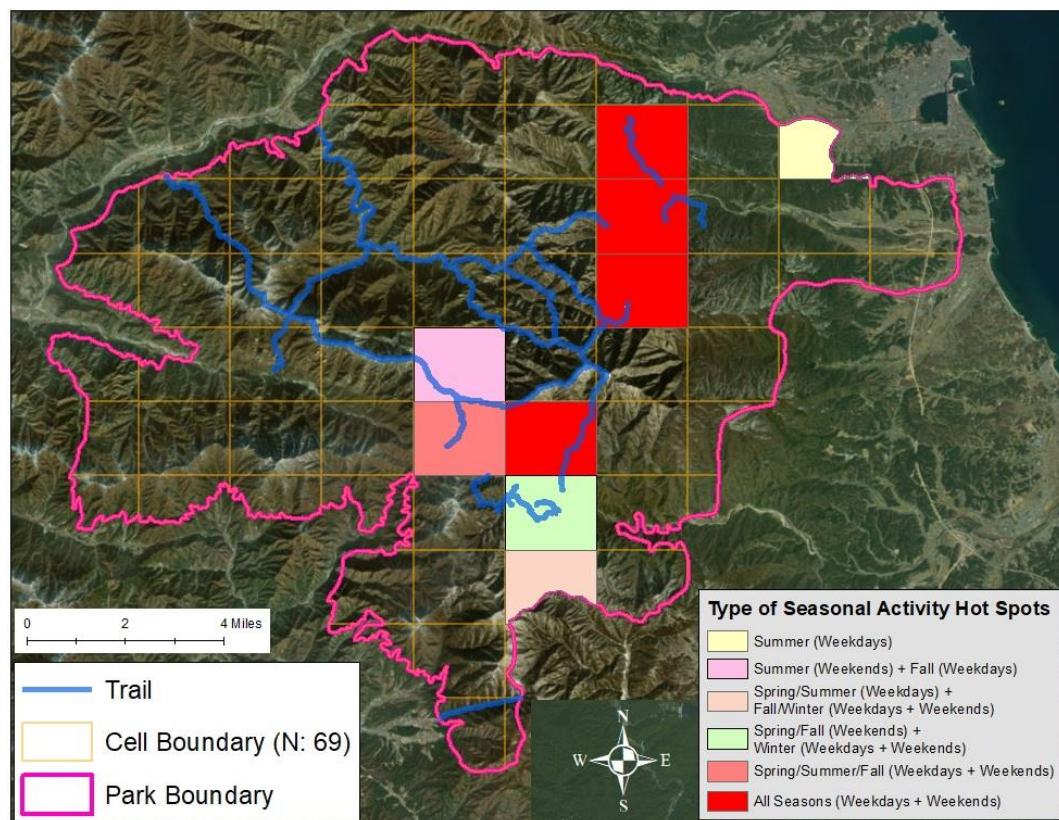 0 2 4 Miles
Trail
Cell Boundary (N: 69)
Park Boundary
N
W E
S
Type of Seasonal Activity Hot Spots
Summer (Weekdays)
Summer (Weekends) + Fall (Weekdays)
Spring/Summer (Weekdays) +
Fall/Winter (Weekdays + Weekends)
Spring/Fall (Weekends) +
Winter (Weekdays + Weekends)
Spring/Summer/Fall (Weekdays + Weekends)
All Seasons (Weekdays + Weekends)